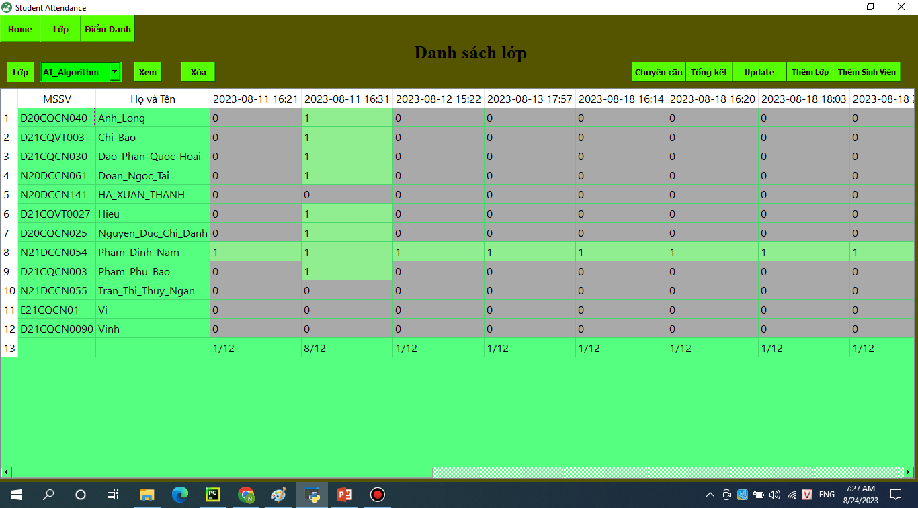 Student Attendance
Home Lớp Điểm Danh
Danh sách lớp
Lớp AI_Algorithm Xem Xóa Chuyên cần Tổng kết Update Thêm Lớp Thêm Sinh Viên
MSSV Họ và Tên 2023-08-11 16:21 2023-08-11 16:31 2023-08-12 15:22 2023-08-13 17:57 2023-08-18 16:14 2023-08-18 16:20 2023-08-18 18:03 2023-08-18
1 D20CQCN040 Anh_Long 0 1 0 0 0 0 0 0
2 D21CQVT003 Chi_Bao 0 1 0 0 0 0 0 0
3 D21CQCN030 Dao_Phan_Quoc_Hoai 0 1 0 0 0 0 0 0
4 N20DCCN061 Doan_Ngoc_Tai 0 1 0 0 0 0 0 0
5 N20DCCN141 HA_XUAN_THANH 0 0 0 0 0 0 0 0
6 D21CQVT0027 Hieu 0 1 0 0 0 0 0 0
7 D20CQCN025 Nguyen_Duc_Chi_Danh 0 1 0 0 0 0 0 0
8 N21DCCN054 Pham_Dinh_Nam 1 1 1 1 1 1 1 1
9 D21CQCN003 Pham_Phu_Bao 0 1 0 0 0 0 0 0
10 N21DCCN055 Tran_Thi_Thuy_Ngan 0 0 0 0 0 0 0 0
11 E21CQCN01 Vi 0 0 0 0 0 0 0 0
12 D21CQCN0090 Vinh 0 0 0 0 0 0 0 0
13 1/12 8/12 1/12 1/12 1/12 1/12 1/12 1/12
ENG 7:27 AM
8/24/2023